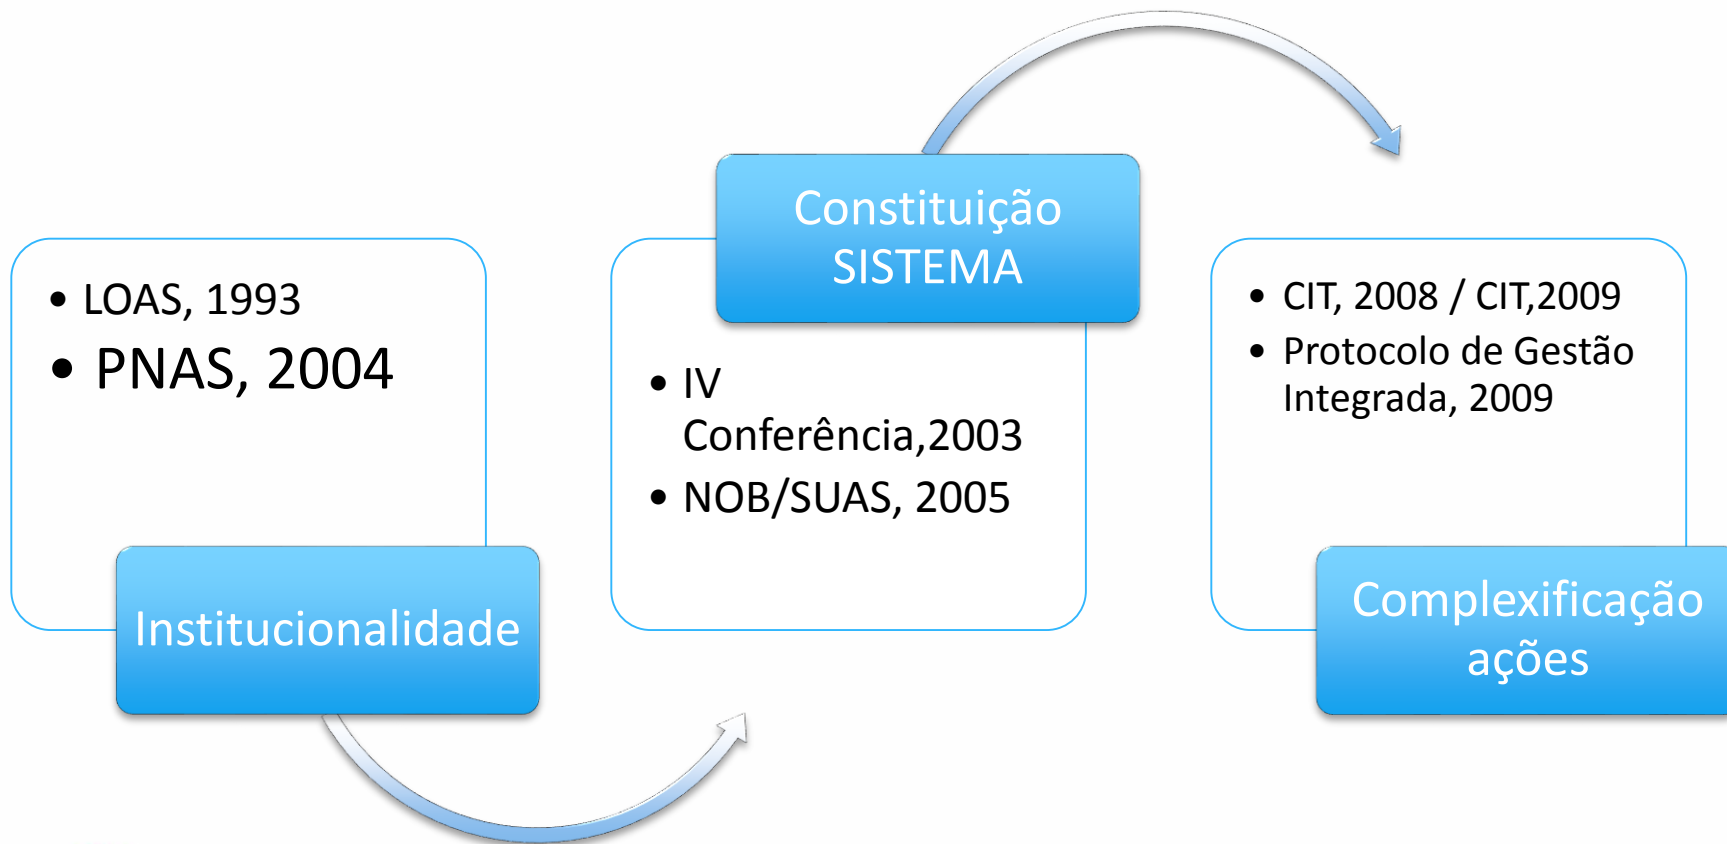 • LOAS, 1993
• PNAS, 2004
Institucionalidade
Constituição
SISTEMA
• IV
Conferência,2003
• NOB/SUAS, 2005
• CIT, 2008 / CIT,2009
• Protocolo de Gestão
Integrada, 2009
Complexificação
ações